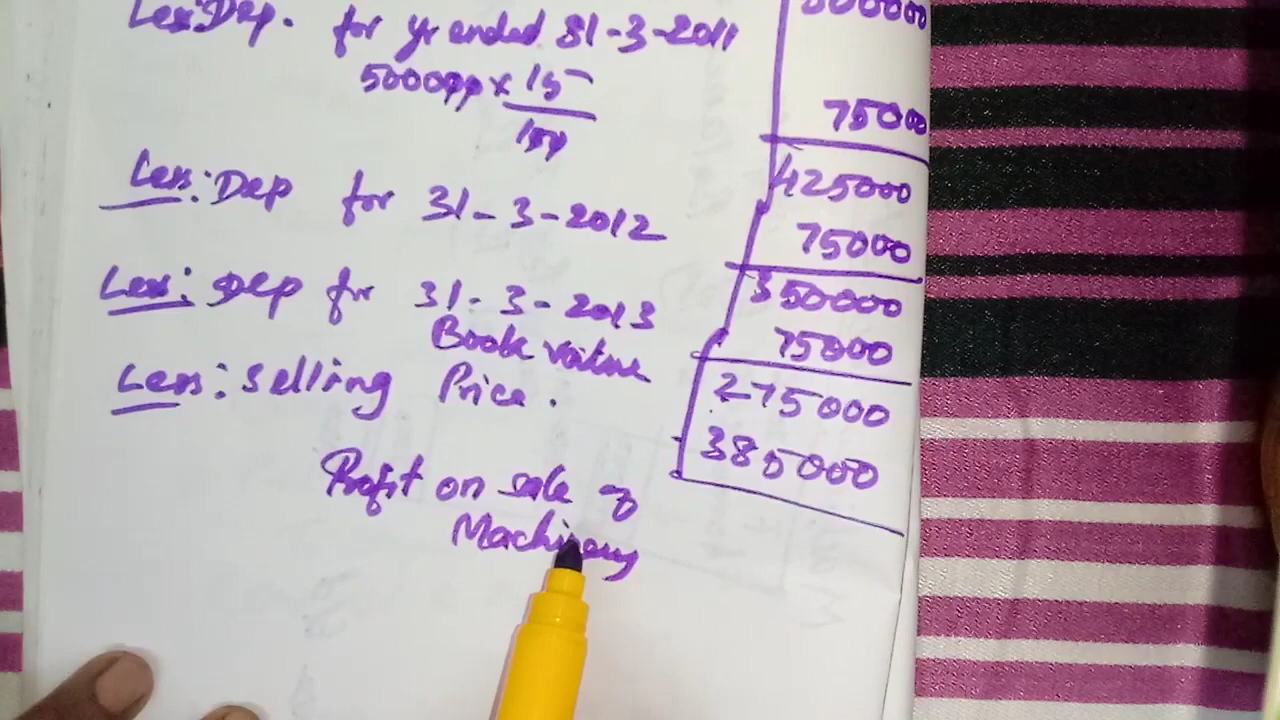 Less: Dep. for yr ended 31-3-2011
500000 × 15
100
75000
425000
Less: Dep for 31-3-2012
75000
350000
Less: Dep for 31-3-2013
75000
Book value
275000
Less: Selling Price.
385000
Profit on sale of
Machinery